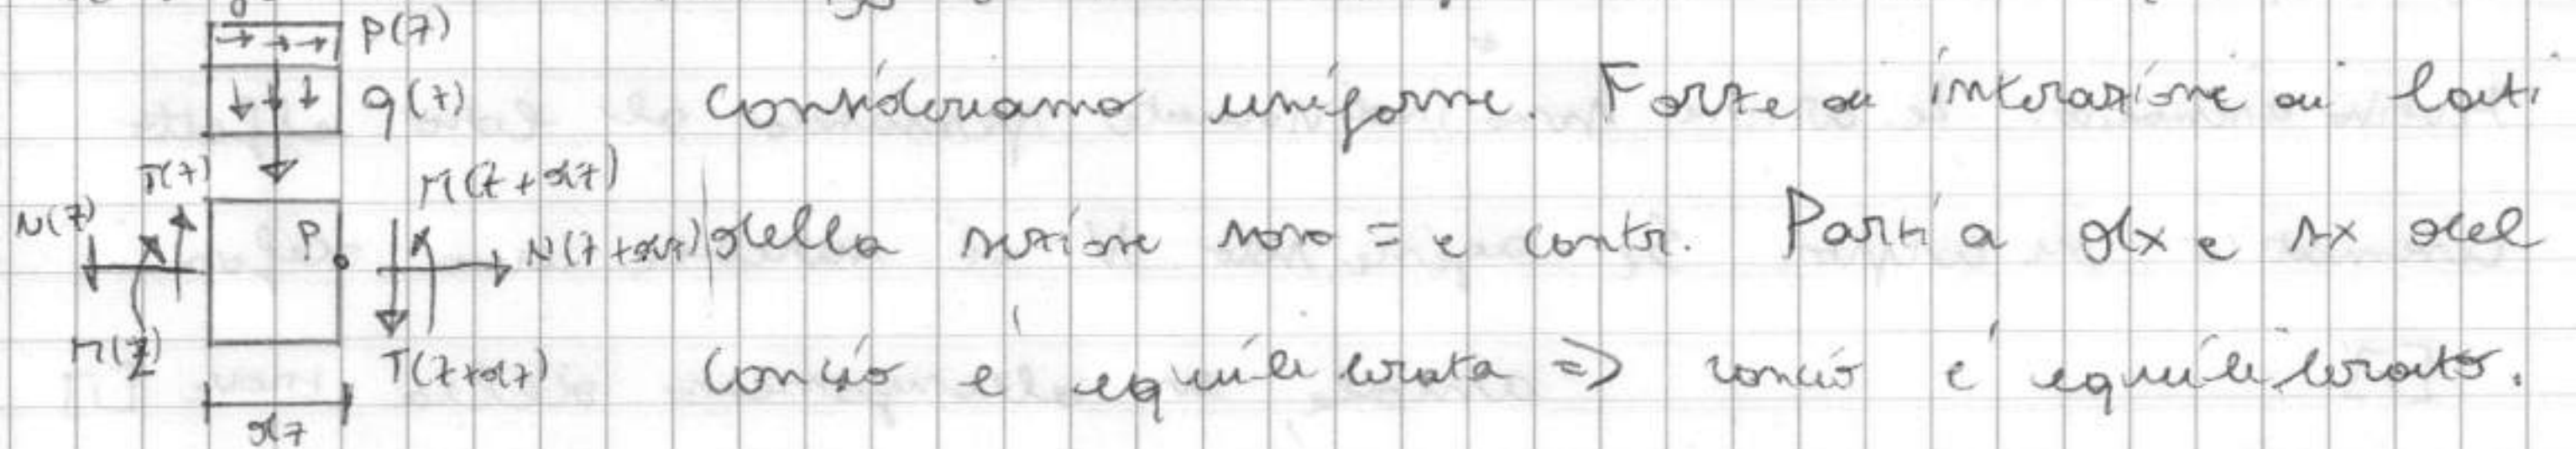 p(z)
q(z) consideriamo uniforme. Forze di interazione ai lati
T(z) M(z+dz)
N(z) P N(z+dz) della sezione sono = e contr. Parti a dx e sx del
M(z) T(z+dz) concio è equilibrata => concio è equilibrato.
dz